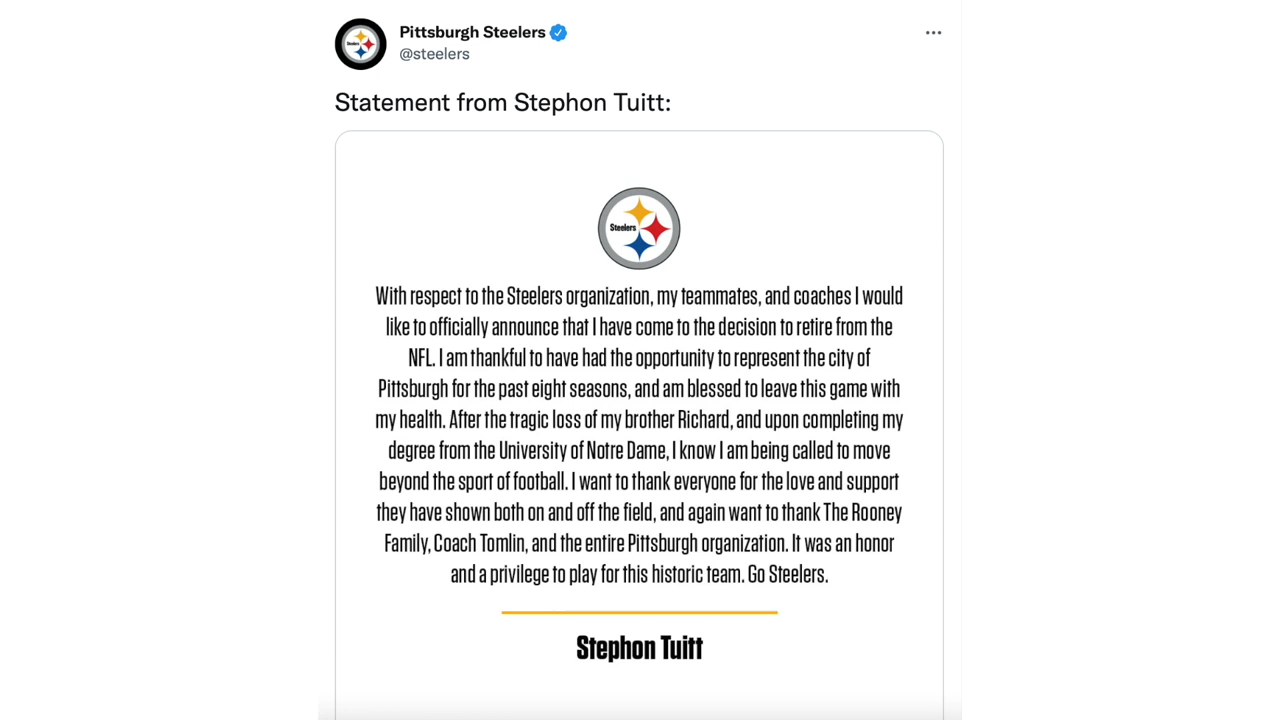 Pittsburgh Steelers
@steelers
Statement from Stephon Tuitt:
Steelers
With respect to the Steelers organization, my teammates, and coaches I would
like to officially announce that I have come to the decision to retire from the
NFL. I am thankful to have had the opportunity to represent the city of
Pittsburgh for the past eight seasons, and am blessed to leave this game with
my health. After the tragic loss of my brother Richard, and upon completing my
degree from the University of Notre Dame, I know I am being called to move
beyond the sport of football. I want to thank everyone for the love and support
they have shown both on and off the field, and again want to thank The Rooney
Family, Coach Tomlin, and the entire Pittsburgh organization. It was an honor
and a privilege to play for this historic team. Go Steelers.
Stephon Tuitt